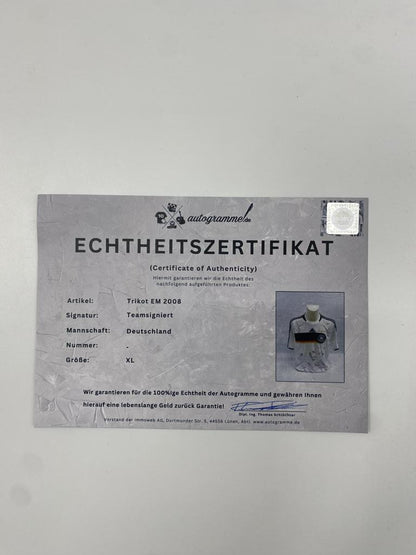 autogramme.de
ECHTHEITSZERTIFIKAT
(Certificate of Authenticity)
Hiermit garantieren wir die Echtheit des
nachfolgend aufgeführten Produktes:
Artikel: Trikot EM 2008
Signatur: Teamsigniert
Mannschaft: Deutschland
Nummer: -
Größe: XL
Wir garantieren für die 100%ige Echtheit der Autogramme und gewähren Ihnen
hierauf eine lebenslange Geld zurück Garantie!
Dipl. Ing. Thomas Schlüchter
Vorstand der Immoweb AG, Dortmunder Str. 5, 44536 Lünen, Abtl. www.autogramme.de